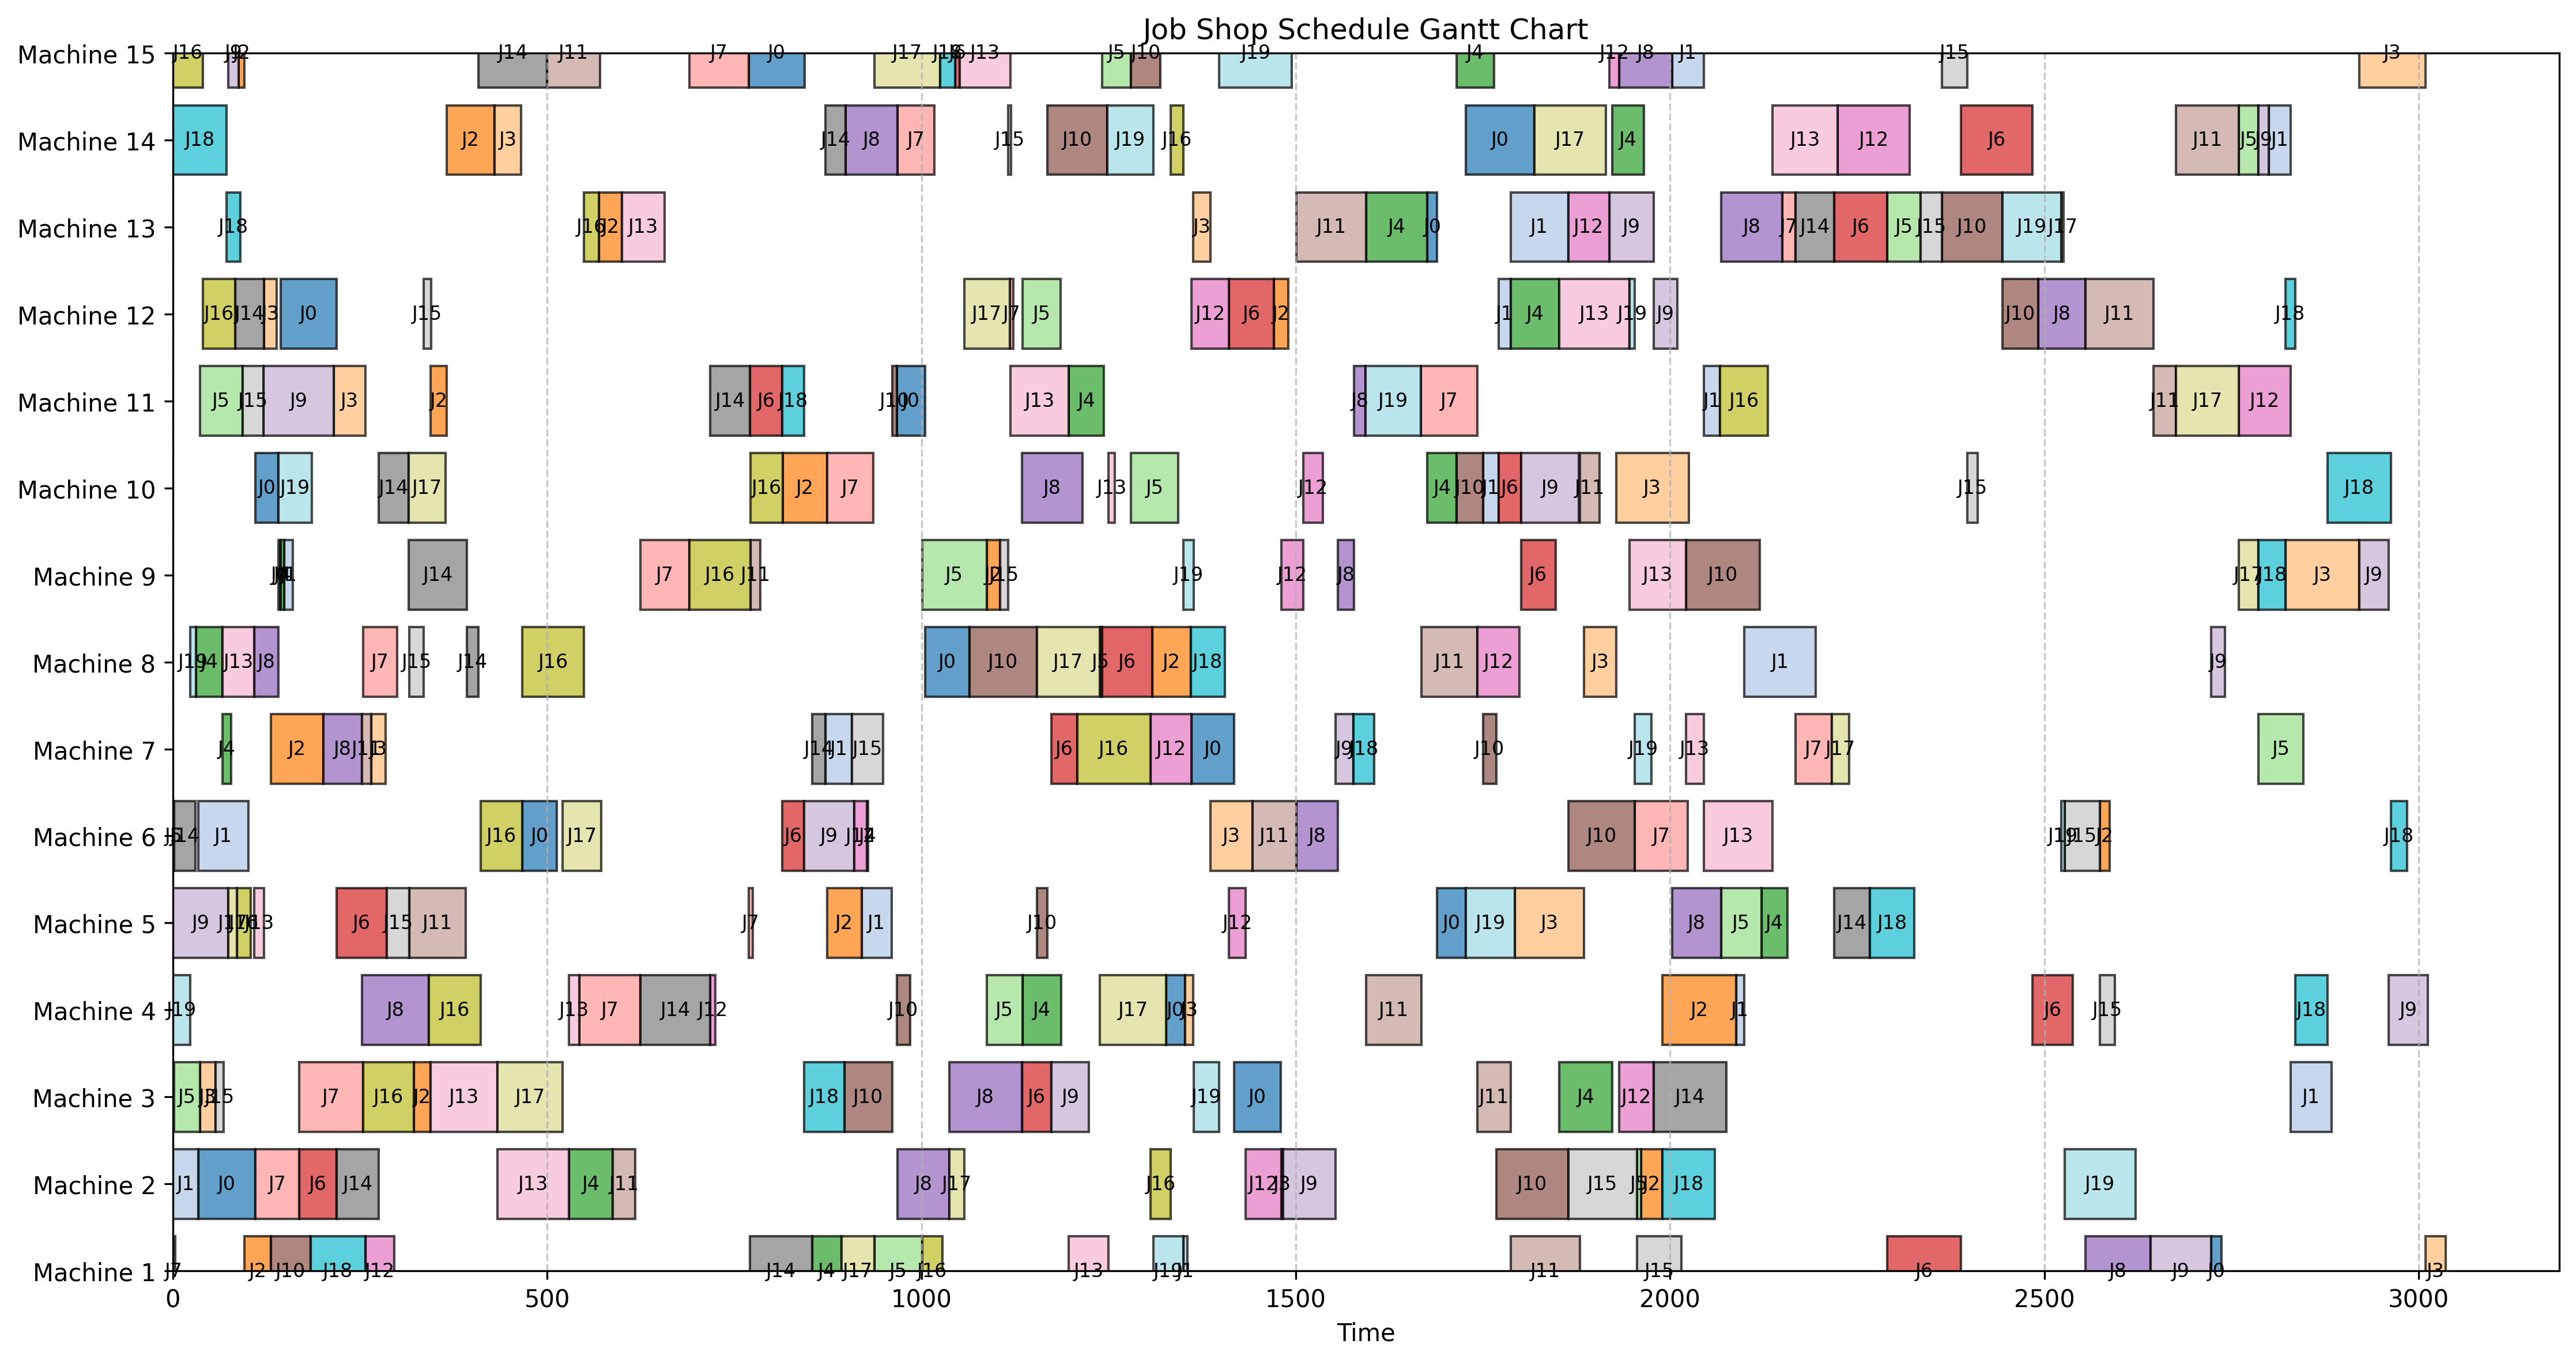 Job Shop Schedule Gantt Chart
Machine 15 J16 J9 J2 J14 J11 J7 J0 J17 J18 J6 J13 J5 J10 J19 J4 J12 J8 J1 J15 J3
Machine 14 J18 J2 J3 J14 J8 J7 J15 J10 J19 J16 J0 J17 J4 J13 J12 J6 J11 J5 J9 J1
Machine 13 J18 J16 J2 J13 J3 J11 J4 J0 J1 J12 J9 J8 J7 J14 J6 J5 J15 J10 J19 J17
Machine 12 J16 J14 J3 J0 J15 J17 J7 J5 J12 J6 J2 J1 J4 J13 J19 J9 J10 J8 J11 J18
Machine 11 J5 J15 J9 J3 J2 J14 J6 J18 J10 J0 J13 J4 J8 J19 J7 J1 J16 J11 J17 J12
Machine 10 J0 J19 J14 J17 J16 J2 J7 J8 J13 J5 J12 J4 J10 J1 J6 J9 J11 J3 J15 J18
Machine 9 J1 J14 J7 J16 J11 J5 J2 J15 J19 J12 J8 J6 J13 J10 J17 J18 J3 J9
Machine 8 J19 J4 J13 J8 J7 J15 J14 J16 J0 J10 J17 J5 J6 J2 J18 J11 J12 J3 J1 J9
Machine 7 J4 J2 J8 J11 J3 J14 J1 J15 J6 J16 J12 J0 J9 J18 J10 J19 J13 J7 J17 J5
Machine 6 J5 J14 J1 J16 J0 J17 J6 J9 J12 J4 J3 J11 J8 J10 J7 J13 J19 J15 J2 J18
Machine 5 J9 J17 J16 J13 J6 J15 J11 J7 J2 J1 J10 J12 J0 J19 J3 J8 J5 J4 J14 J18
Machine 4 J19 J8 J16 J13 J7 J14 J12 J10 J5 J4 J17 J0 J3 J11 J2 J1 J6 J15 J18 J9
Machine 3 J5 J3 J15 J7 J16 J2 J13 J17 J18 J10 J8 J6 J9 J19 J0 J11 J4 J12 J14 J1
Machine 2 J1 J0 J7 J6 J14 J13 J4 J11 J8 J17 J16 J12 J3 J9 J10 J15 J5 J2 J18 J19
Machine 1 J7 J2 J10 J18 J12 J14 J4 J17 J5 J16 J13 J19 J1 J11 J15 J6 J8 J9 J0 J3
0 500 1000 1500 2000 2500 3000
Time